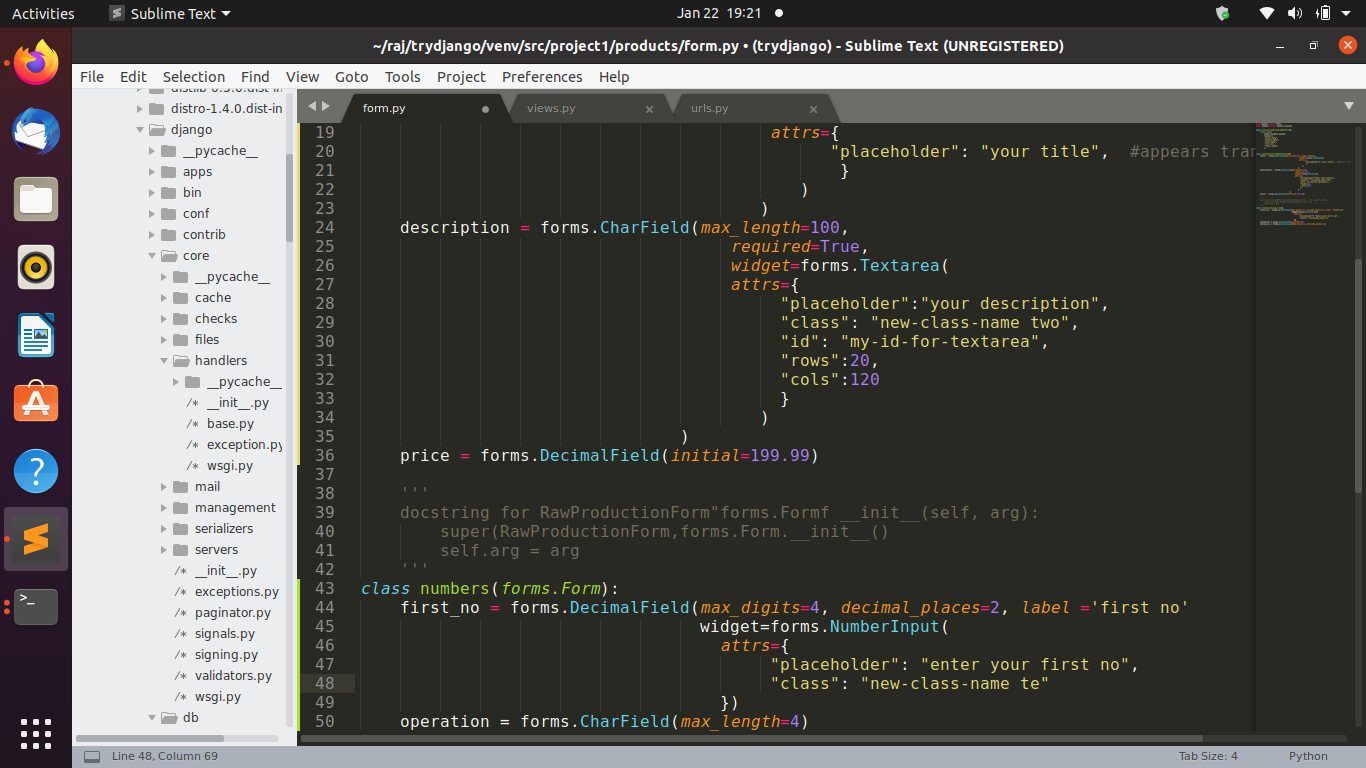 Activities
Sublime Text
Jan 22 19:21
~/raj/trydjango/venv/src/project1/products/form.py • (trydjango) - Sublime Text (UNREGISTERED)
File Edit Selection Find View Goto Tools Project Preferences Help
distro-1.4.0.dist-in
django
__pycache__
apps
bin
conf
contrib
core
__pycache__
cache
checks
files
handlers
__pycache__
/* __init__.py
/* base.py
/* exception.py
/* wsgi.py
mail
management
serializers
servers
/* __init__.py
/* exceptions.py
/* paginator.py
/* signals.py
/* signing.py
/* validators.py
/* wsgi.py
db
form.py
views.py ×
urls.py ×
19 attrs={
20 "placeholder": "your title", #appears tran
21 }
22 )
23 )
24 description = forms.CharField(max_length=100,
25 required=True,
26 widget=forms.Textarea(
27 attrs={
28 "placeholder":"your description",
29 "class": "new-class-name two",
30 "id": "my-id-for-textarea",
31 "rows":20,
32 "cols":120
33 }
34 )
35 )
36 price = forms.DecimalField(initial=199.99)
37
38 '''
39 docstring for RawProductionForm"forms.Formf __init__(self, arg):
40 super(RawProductionForm,forms.Form.__init__()
41 self.arg = arg
42 '''
43 class numbers(forms.Form):
44 first_no = forms.DecimalField(max_digits=4, decimal_places=2, label ='first no'
45 widget=forms.NumberInput(
46 attrs={
47 "placeholder": "enter your first no",
48 "class": "new-class-name te"
49 })
50 operation = forms.CharField(max_length=4)
Line 48, Column 69
Tab Size: 4
Python